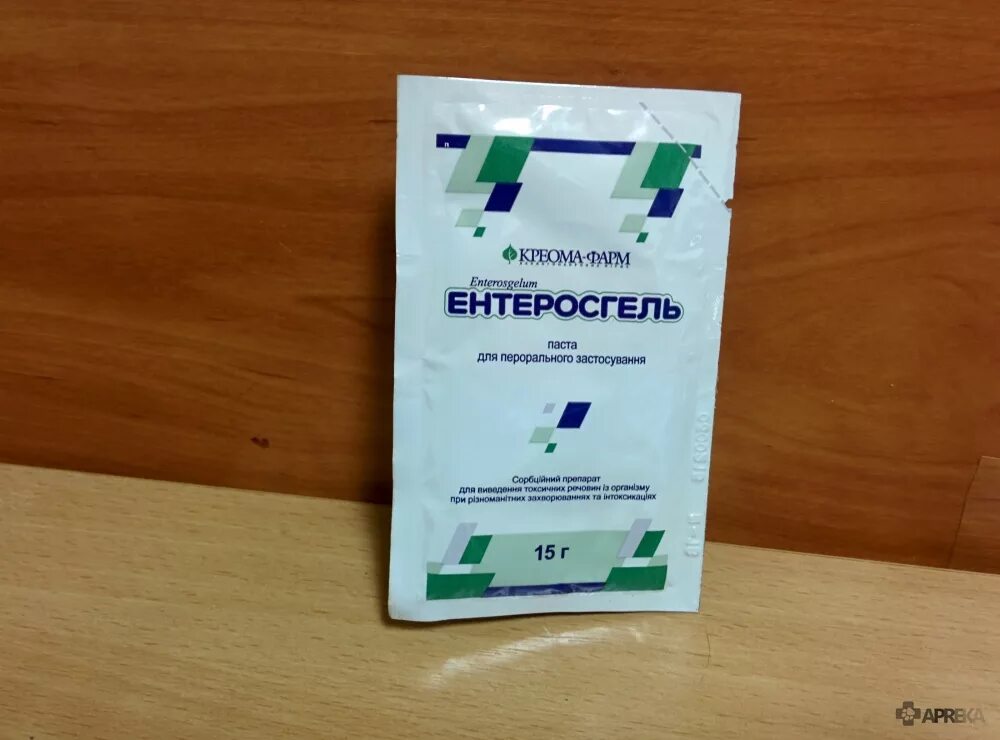 п
КРЕОМА-ФАРМ
Enterosgelum
ЕНТЕРОСГЕЛЬ
паста
для перорального застосування
Сорбційний препарат
для виведення токсичних речовин із організму
при різноманітних захворюваннях та інтоксикаціях
15 г
APREKA